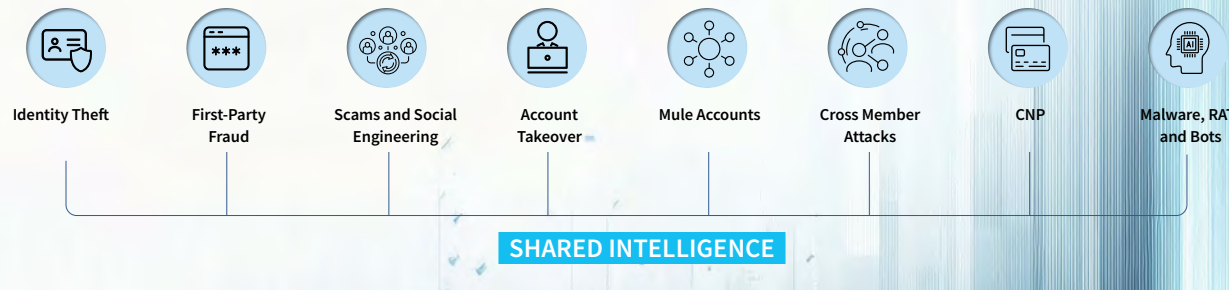 Identity Theft
First-Party
Fraud
***
Scams and Social
Engineering
Account
Takeover
Mule Accounts
Cross Member
Attacks
CNP
AI
Malware,
and Bots
SHARED INTELLIGENCE